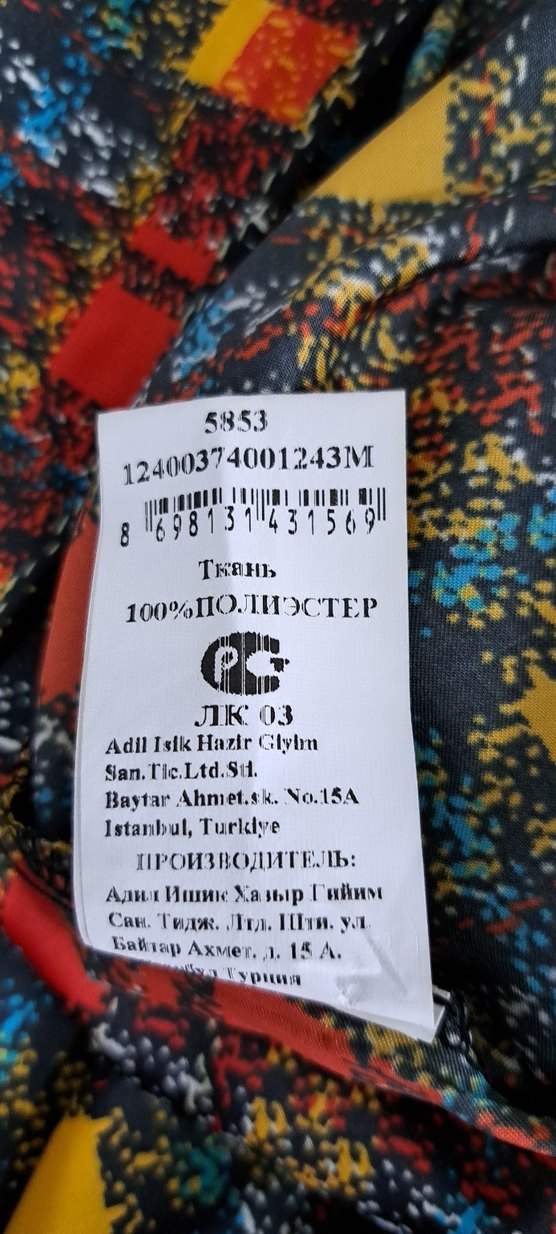 5853
12400374001243M
8 698131 431569
Ткань
100%ПОЛИЭСТЕР
ЛК 03
Adil Isik Hazir Giyim
San.Tic.Ltd.Sti.
Baytar Ahmet.sk. No.15A
Istanbul, Turkiye
ПРОИЗВОДИТЕЛЬ:
Адил Ишик Хазыр Гийим
Сан. Тидж. Лтд. Шти. ул.
Байтар Ахмет. д. 15 А.
Турция